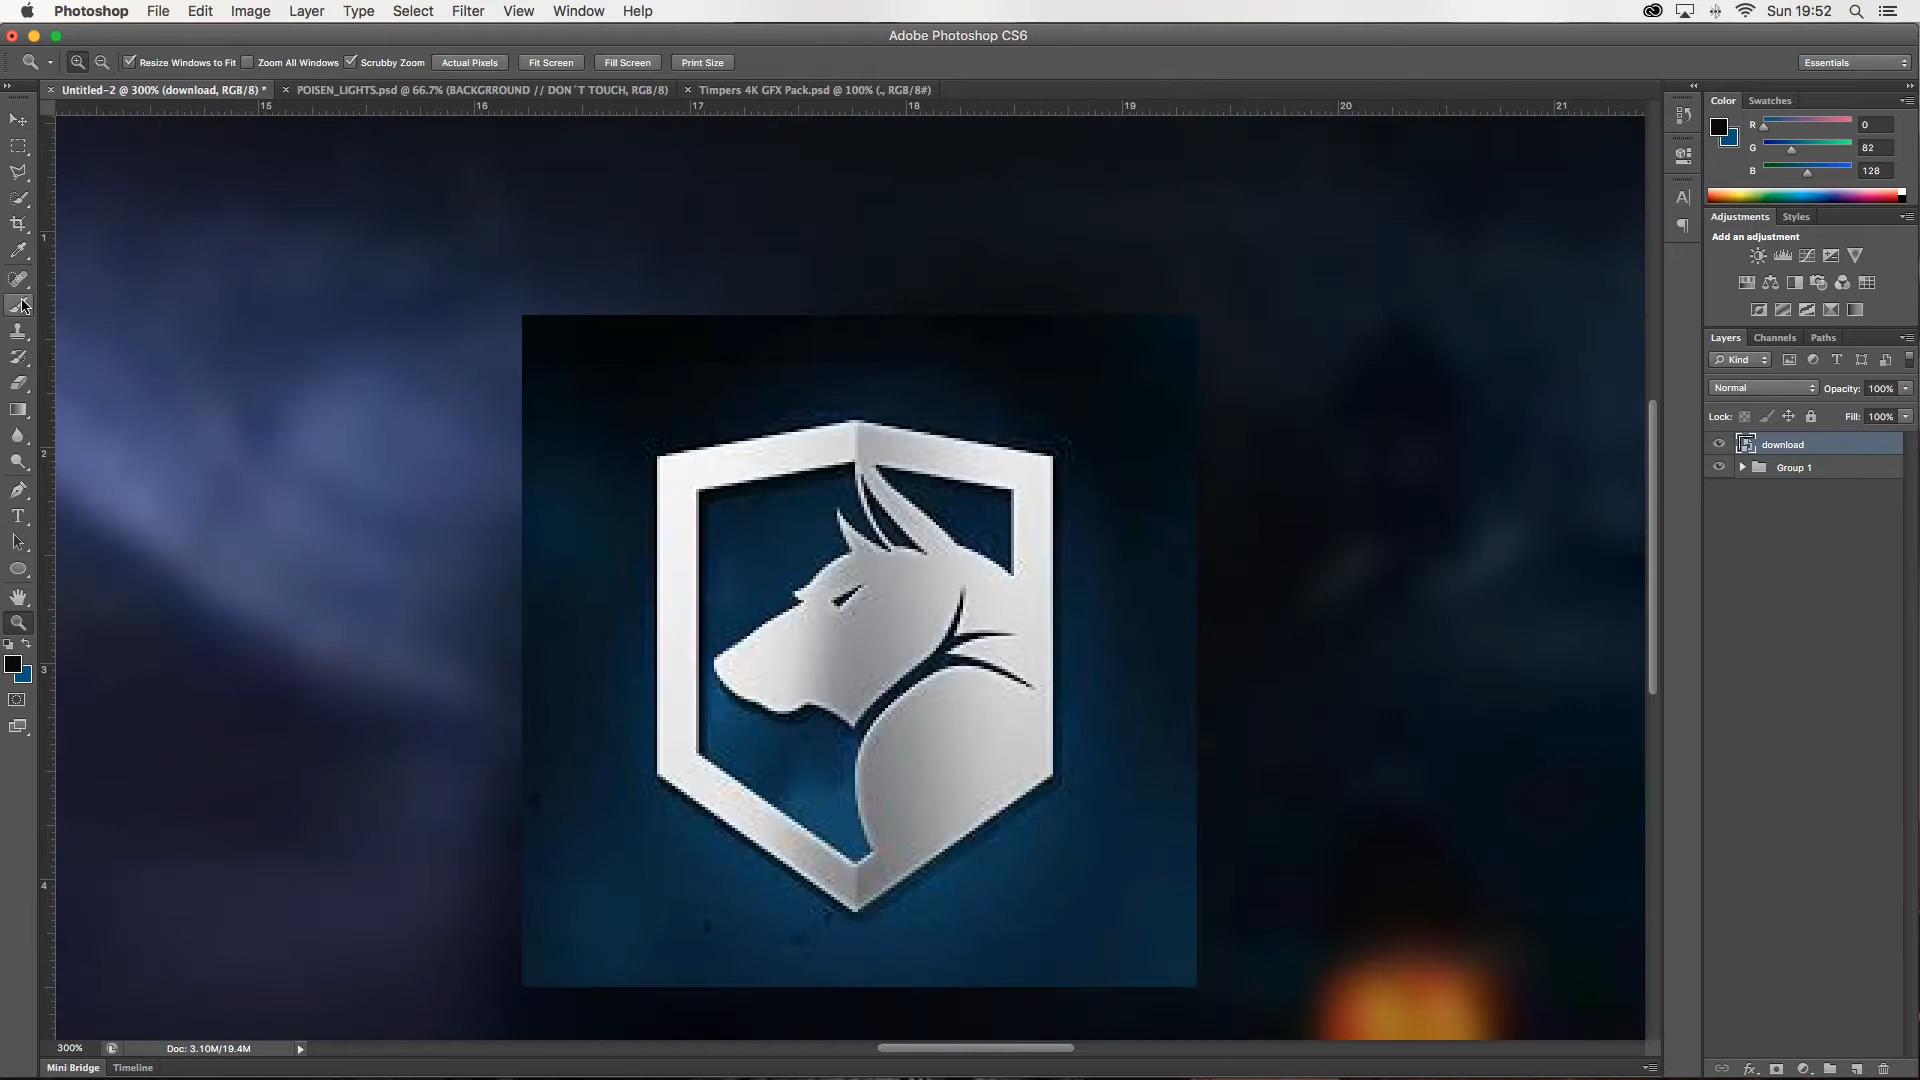 Photoshop File Edit Image Layer Type Select Filter View Window Help Sun 19:52
Adobe Photoshop CS6
Resize Windows to Fit Zoom All Windows Scrubby Zoom Actual Pixels Fit Screen Fill Screen Print Size Essentials
Untitled-2 @ 300% (download, RGB/8) * POISEN_LIGHTS.psd @ 66.7% (BACKGRROUND // DON´T TOUCH, RGB/8) Timpers 4K GFX Pack.psd @ 100% (., RGB/8#)
15 16 17 18 19 20 21
1
2
3
4
Color Swatches
R 0
G 82
B 128
Adjustments Styles
Add an adjustment
Layers Channels Paths
Kind
Normal Opacity: 100%
Lock: Fill: 100%
download
Group 1
300% Doc: 3.10M/19.4M
Mini Bridge Timeline